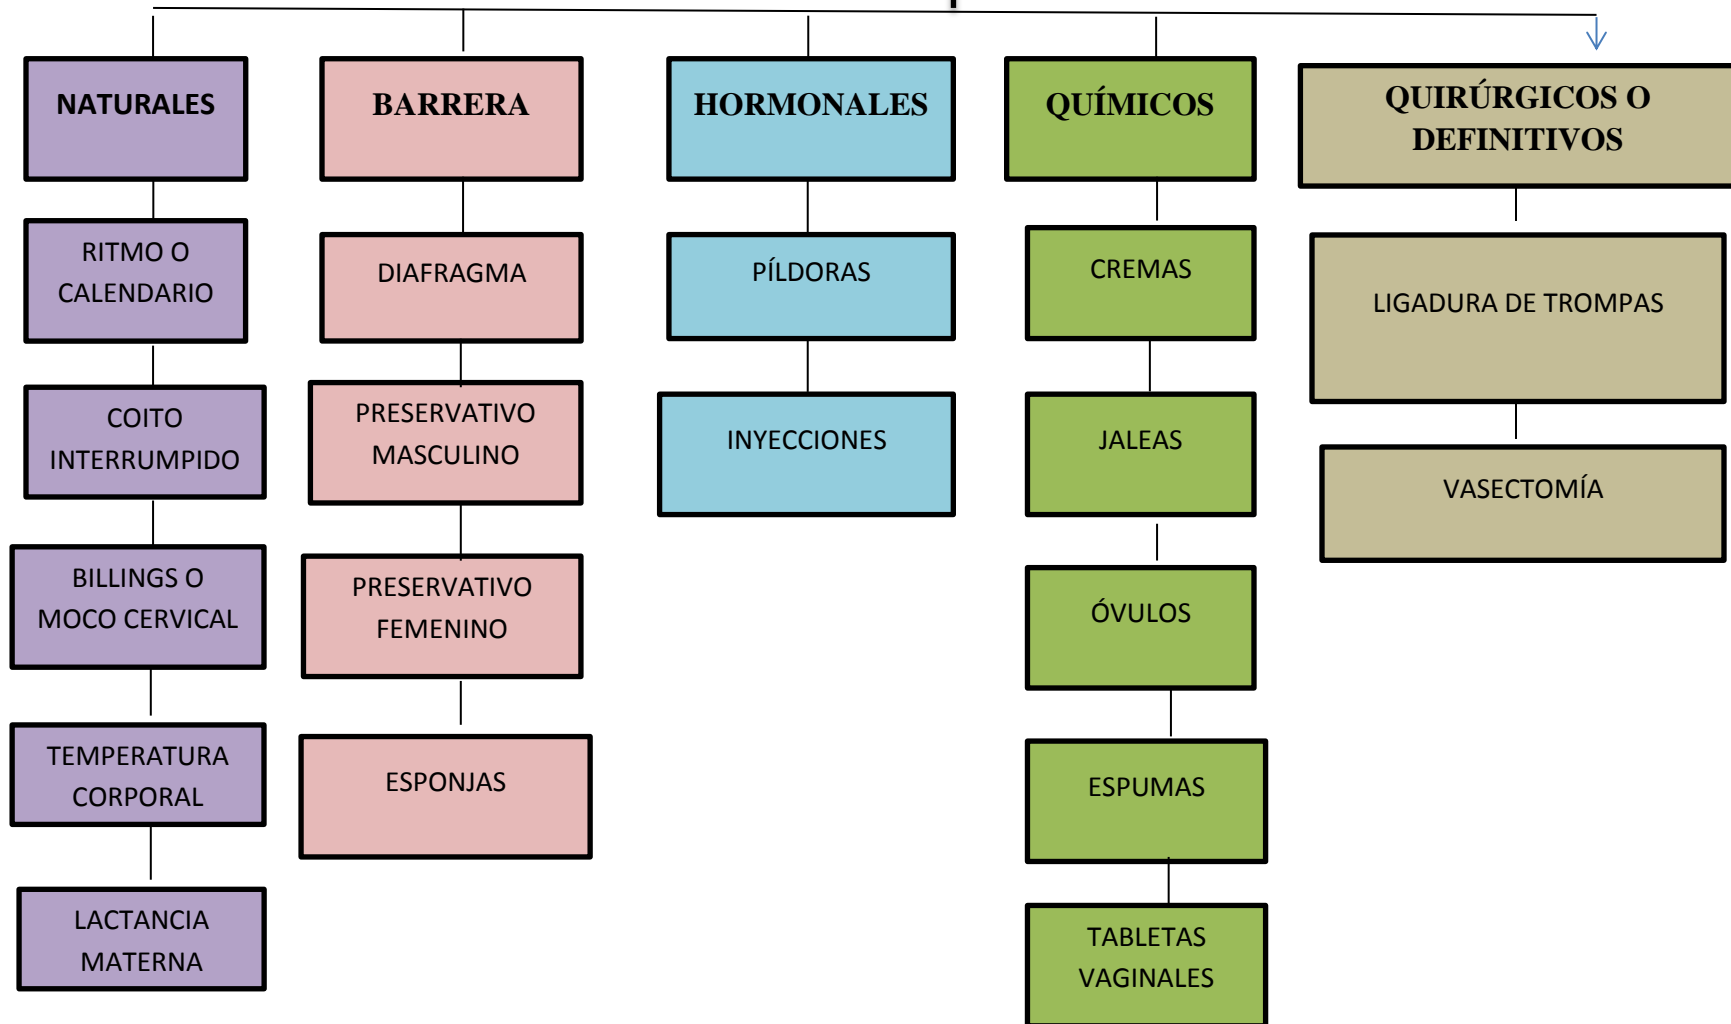 NATURALES
RITMO O
CALENDARIO
COITO
INTERRUMPIDO
BILLINGS O
MOCO CERVICAL
TEMPERATURA
CORPORAL
LACTANCIA
MATERNA
BARRERA
DIAFRAGMA
PRESERVATIVO
MASCULINO
PRESERVATIVO
FEMENINO
ESPONJAS
HORMONALES
PÍLDORAS
INYECCIONES
QUÍMICOS
CREMAS
JALEAS
ÓVULOS
ESPUMAS
TABLETAS
VAGINALES
QUIRÚRGICOS O
DEFINITIVOS
LIGADURA DE TROMPAS
VASECTOMÍA